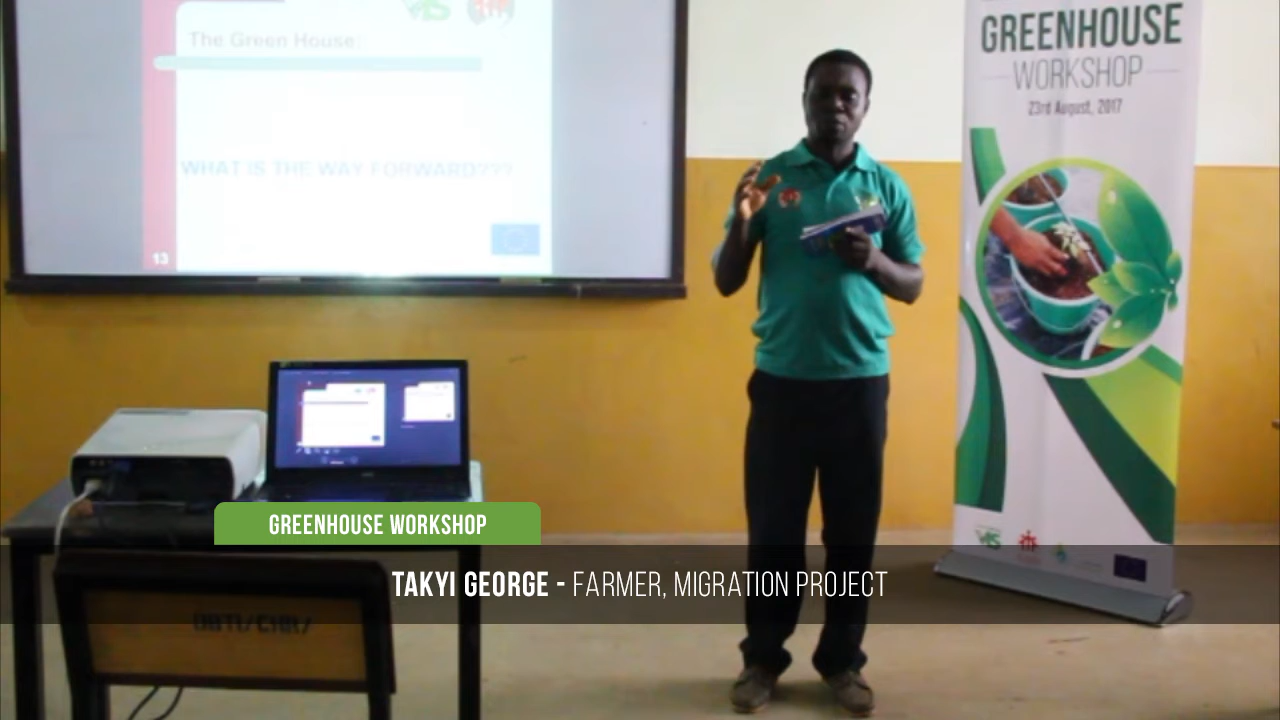 The Green House
WHAT IS THE WAY FORWARD???
13
GREENHOUSE
WORKSHOP
23rd August, 2017
VIS
GREENHOUSE WORKSHOP
TAKYI GEORGE - FARMER, MIGRATION PROJECT